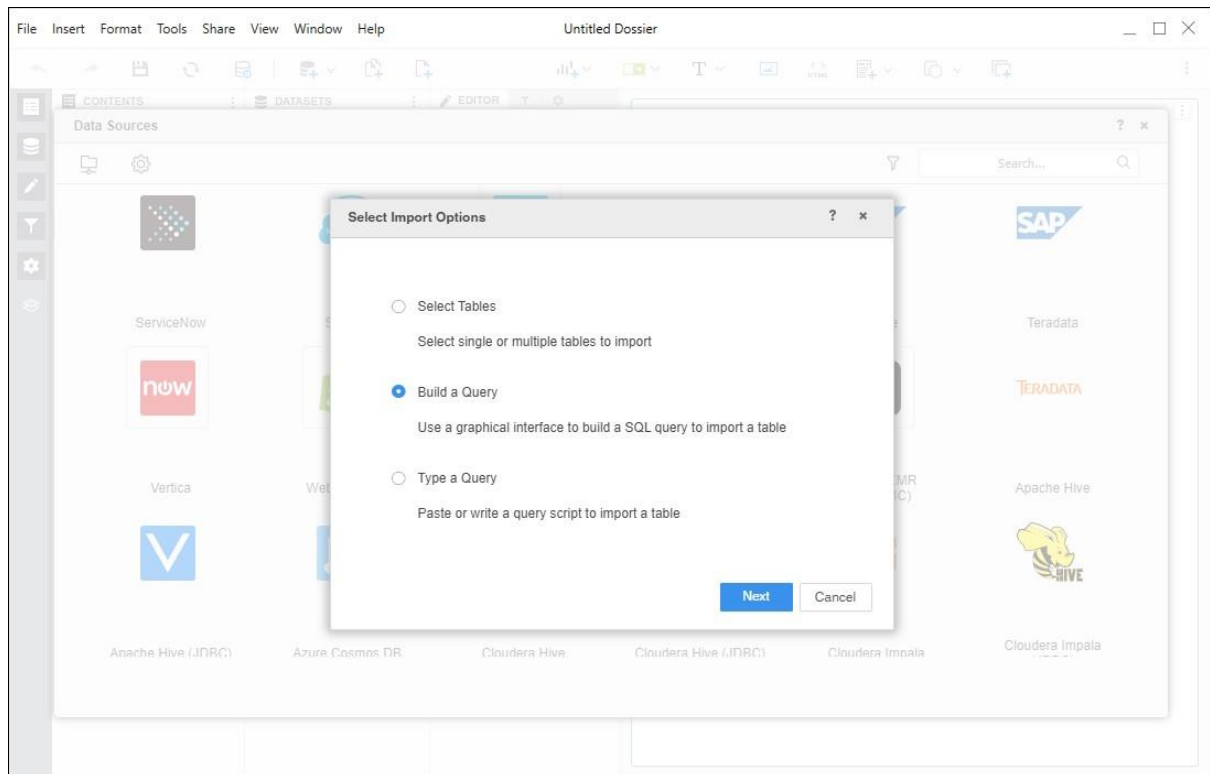 File Insert Format Tools Share View Window Help Untitled Dossier
T HTML
CONTENTS DATASETS EDITOR
Data Sources ?
Search...
Select Import Options ?
SAP
Select Tables
ServiceNow Teradata
Select single or multiple tables to import
now TERADATA
Build a Query
Use a graphical interface to build a SQL query to import a table
Type a Query
Vertica EMR Apache Hive
Paste or write a query script to import a table
HIVE
Next Cancel
Apache Hive (JDBC) Azure Cosmos DB Cloudera Hive Cloudera Hive (JDBC) Cloudera Impala Cloudera Impala